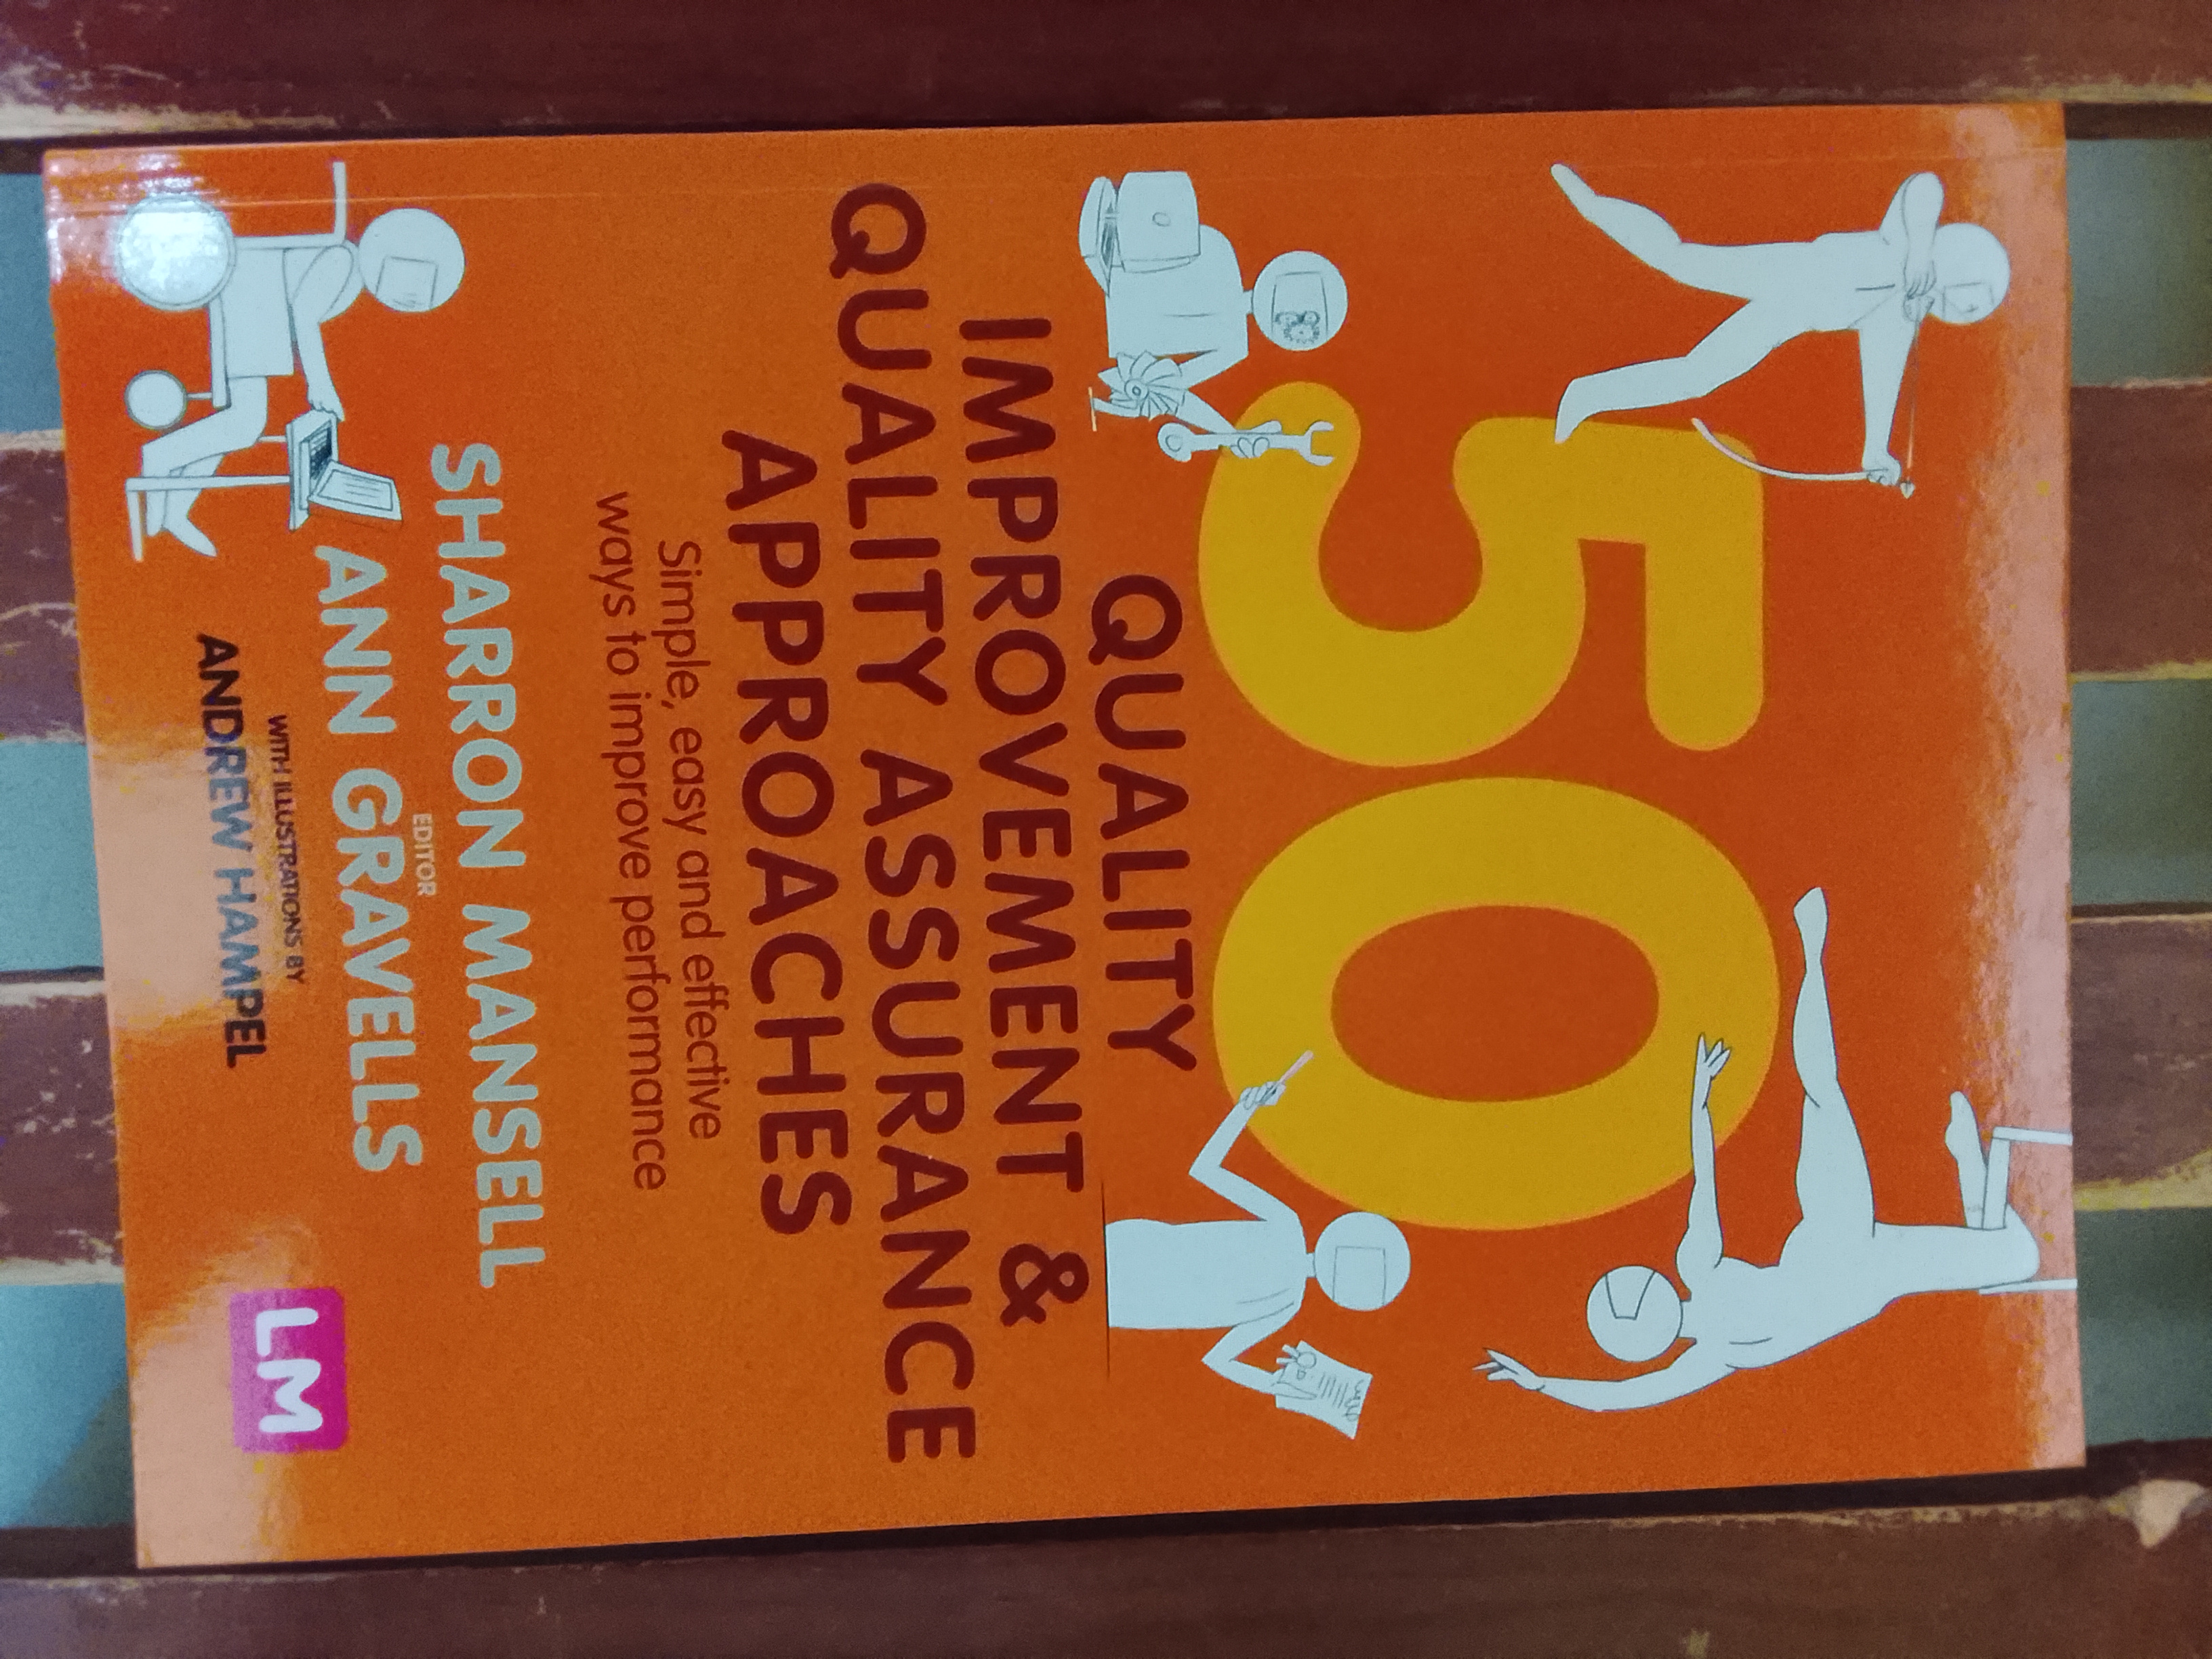 50
QUALITY
IMPROVEMENT &
QUALITY ASSURANCE
APPROACHES
Simple, easy and effective
ways to improve performance
SHARRON MANSELL
EDITOR
ANN GRAVELLS
WITH ILLUSTRATIONS BY
ANDREW HAMPEL
LM